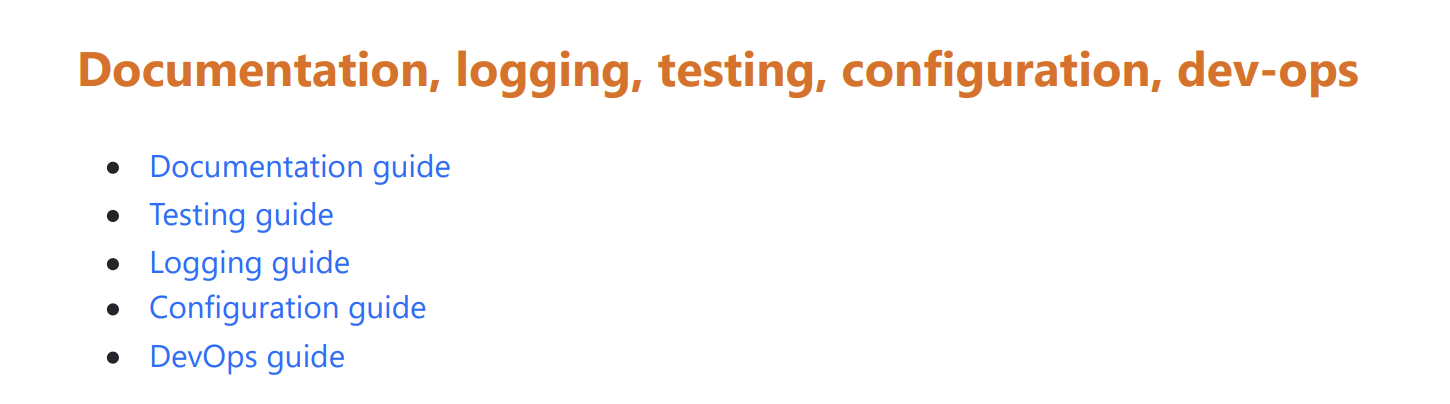 Documentation, logging, testing, configuration, dev-ops
Documentation guide
Testing guide
Logging guide
Configuration guide
DevOps guide